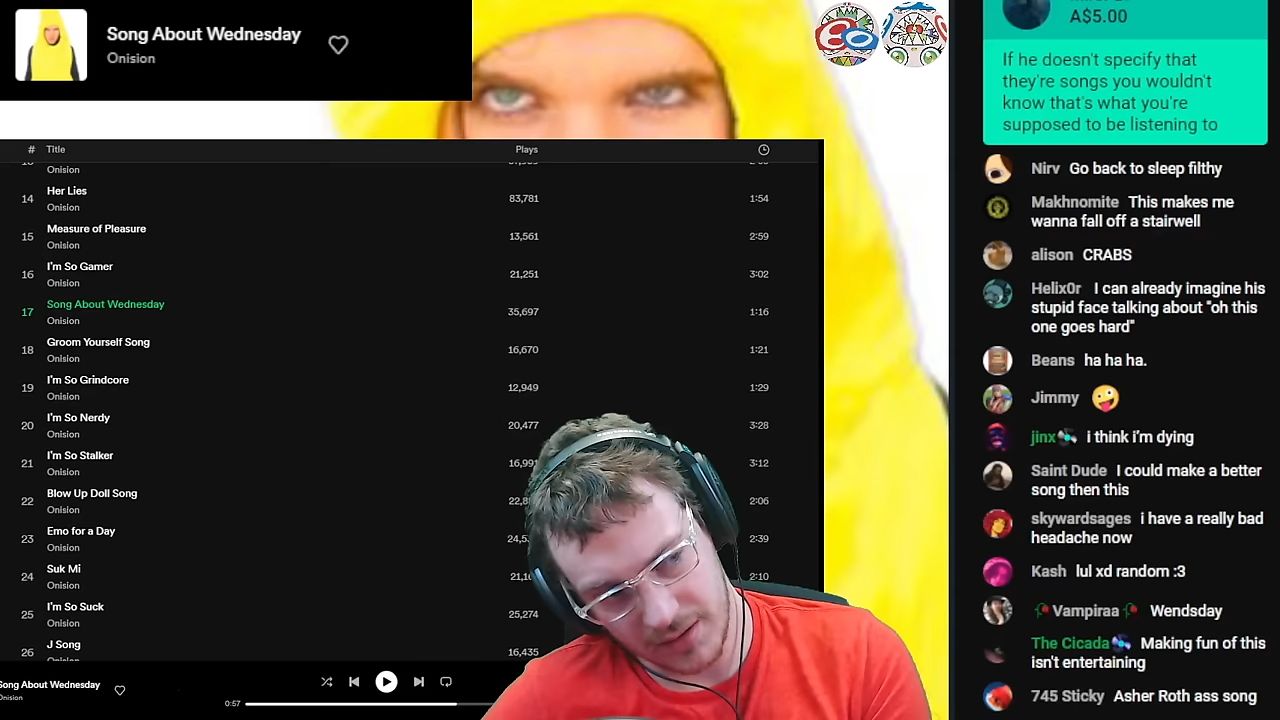 Song About Wednesday
Onision
A$5.00
If he doesn't specify that
they're songs you wouldn't
know that's what you're
supposed to be listening to
# Title Plays
Onision
14 Her Lies 83,781 1:54
Onision
15 Measure of Pleasure 13,561 2:59
Onision
16 I'm So Gamer 21,251 3:02
Onision
17 Song About Wednesday 35,697 1:16
Onision
18 Groom Yourself Song 16,670 1:21
Onision
19 I'm So Grindcore 12,949 1:29
Onision
20 I'm So Nerdy 20,477 3:28
Onision
21 I'm So Stalker 16,991 3:12
Onision
22 Blow Up Doll Song 2:06
Onision
23 Emo for a Day 2:39
Onision
24 Suk Mi 2:10
Onision
25 I'm So Suck 25,274
Onision
26 J Song 16,435
Onision
Song About Wednesday
Onision
0:57
Nirv Go back to sleep filthy
Makhnomite This makes me
wanna fall off a stairwell
alison CRABS
Helix0r I can already imagine his
stupid face talking about "oh this
one goes hard"
Beans ha ha ha.
Jimmy 🤪
jinx i think i'm dying
Saint Dude I could make a better
song then this
skywardsages i have a really bad
headache now
Kash lul xd random :3
🥀Vampiraa🥀 Wendsday
The Cicada Making fun of this
isn't entertaining
745 Sticky Asher Roth ass song